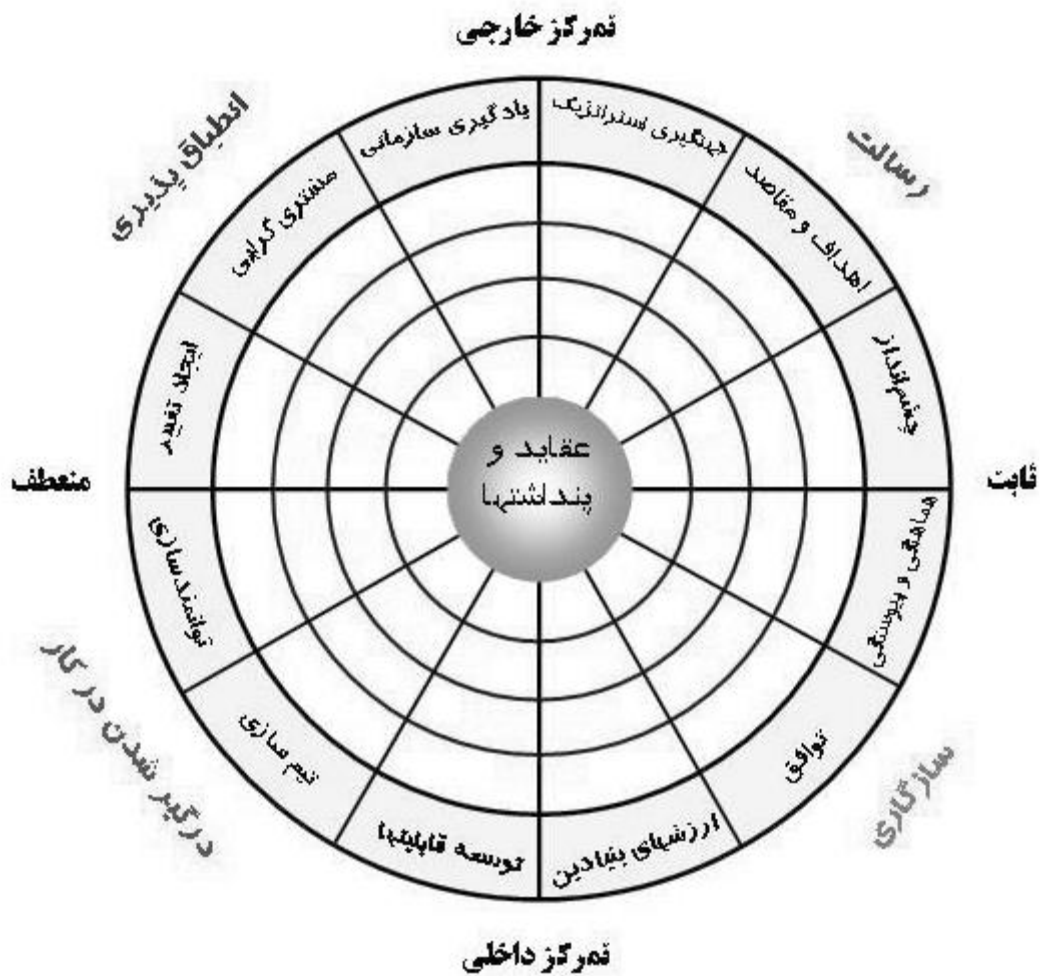 تمرکز خارجی
انطباق پذیری
رسالت
یادگیری سازمانی
جهتگیری استراتژیک
مشتری گرایی
اهداف و مقاصد
ایجاد تغییر
چشم‌انداز
منعطف
عقاید و
پنداشتها
ثابت
توانمندسازی
هماهنگی و پیوستگی
تیم سازی
توافق
توسعه قابلیتها
ارزشهای بنیادین
درگیر شدن در کار
سازگاری
تمرکز داخلی